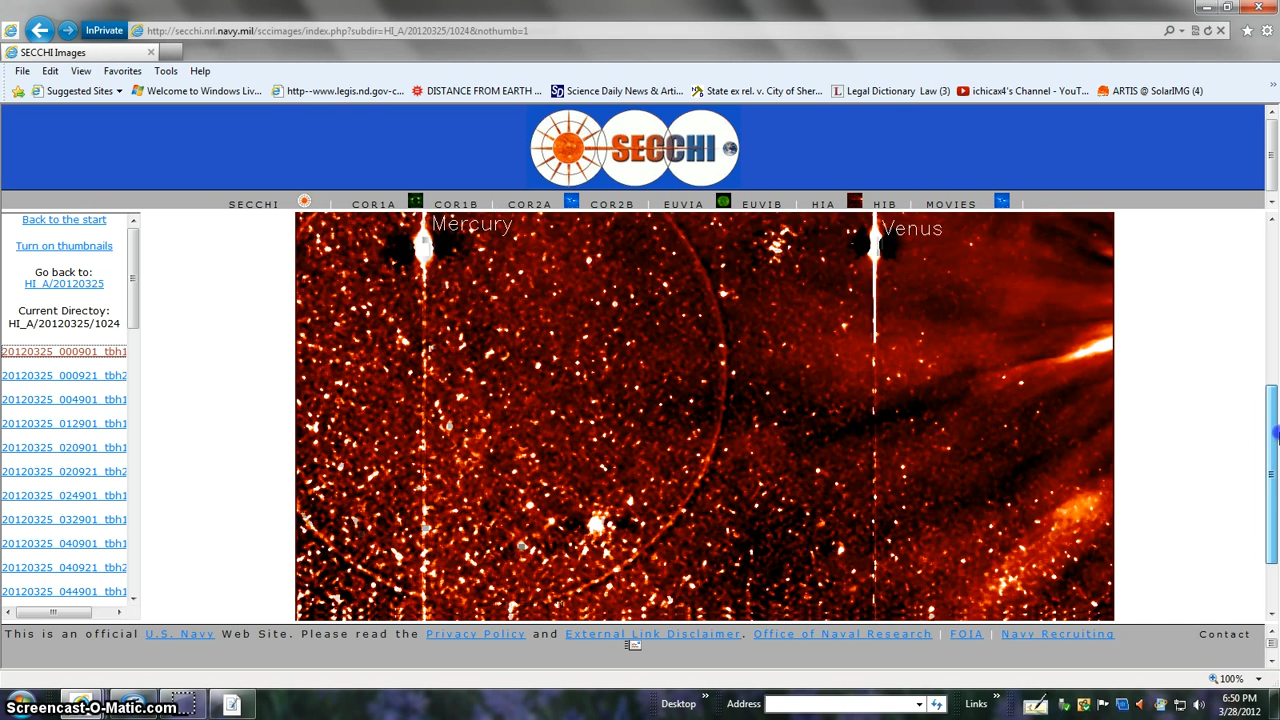 InPrivate
http://secchi.nrl.navy.mil/sccimages/index.php?subdir=HI_A/20120325/1024&nothumb=1
SECCHI Images
File Edit View Favorites Tools Help
Suggested Sites Welcome to Windows Liv... http--www.legis.nd.gov-c... DISTANCE FROM EARTH ... Science Daily News & Arti... State ex rel. v. City of Sher... Legal Dictionary Law (3) ichicax4's Channel - YouT... ARTIS @ SolarIMG (4)
SECCHI
SECCHI | COR1A COR1B | COR2A COR2B | EUVIA EUVIB | HIA HIB | MOVIES |
Back to the start
Turn on thumbnails
Go back to:
HI_A/20120325
Current Directoy:
HI_A/20120325/1024
20120325_000901_tbh1
20120325_000921_tbh2
20120325_004901_tbh1
20120325_012901_tbh1
20120325_020901_tbh1
20120325_020921_tbh2
20120325_024901_tbh1
20120325_032901_tbh1
20120325_040901_tbh1
20120325_040921_tbh2
20120325_044901_tbh1
Mercury
Venus
This is an official U.S. Navy Web Site. Please read the Privacy Policy and External Link Disclaimer. Office of Naval Research | FOIA | Navy Recruiting
Contact
100%
Screencast-O-Matic.com
Desktop
Address
Links
6:50 PM
3/28/2012